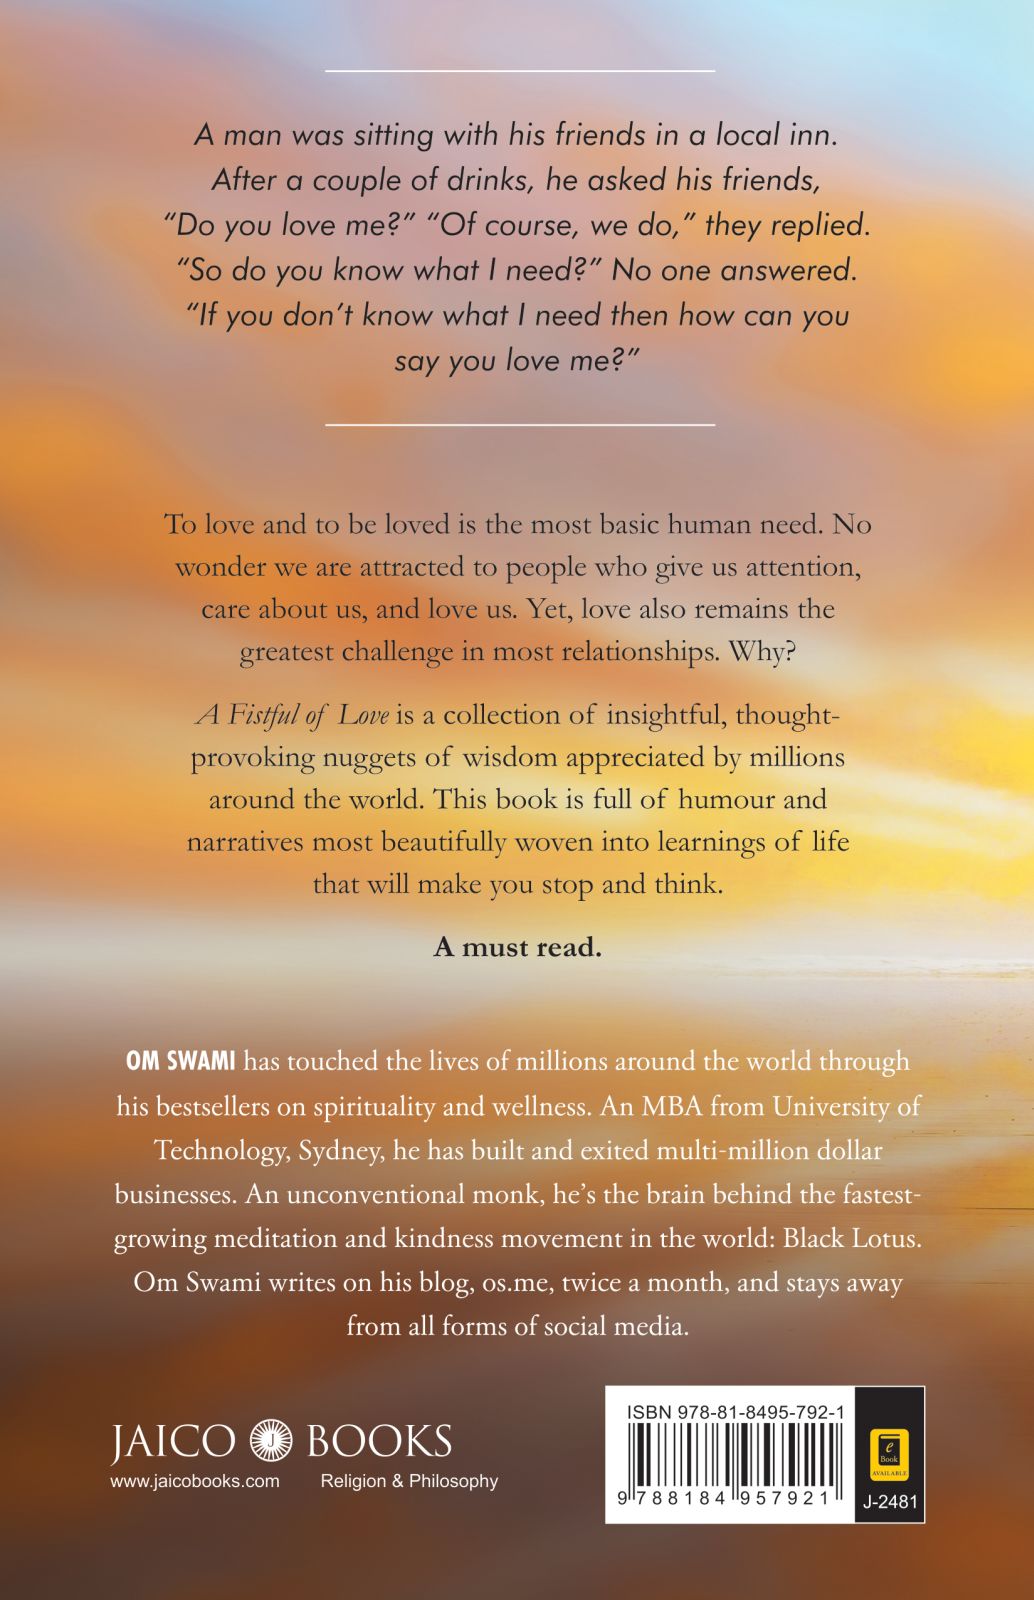 A man was sitting with his friends in a local inn.
After a couple of drinks, he asked his friends,
“Do you love me?” “Of course, we do,” they replied.
“So do you know what I need?” No one answered.
“If you don’t know what I need then how can you
say you love me?”
To love and to be loved is the most basic human need. No
wonder we are attracted to people who give us attention,
care about us, and love us. Yet, love also remains the
greatest challenge in most relationships. Why?
A Fistful of Love is a collection of insightful, thought-
provoking nuggets of wisdom appreciated by millions
around the world. This book is full of humour and
narratives most beautifully woven into learnings of life
that will make you stop and think.
A must read.
OM SWAMI has touched the lives of millions around the world through
his bestsellers on spirituality and wellness. An MBA from University of
Technology, Sydney, he has built and exited multi-million dollar
businesses. An unconventional monk, he’s the brain behind the fastest-
growing meditation and kindness movement in the world: Black Lotus.
Om Swami writes on his blog, os.me, twice a month, and stays away
from all forms of social media.
JAICO J BOOKS
www.jaicobooks.com Religion & Philosophy
ISBN 978-81-8495-792-1
9 788184 957921
e
Book
AVAILABLE
J-2481